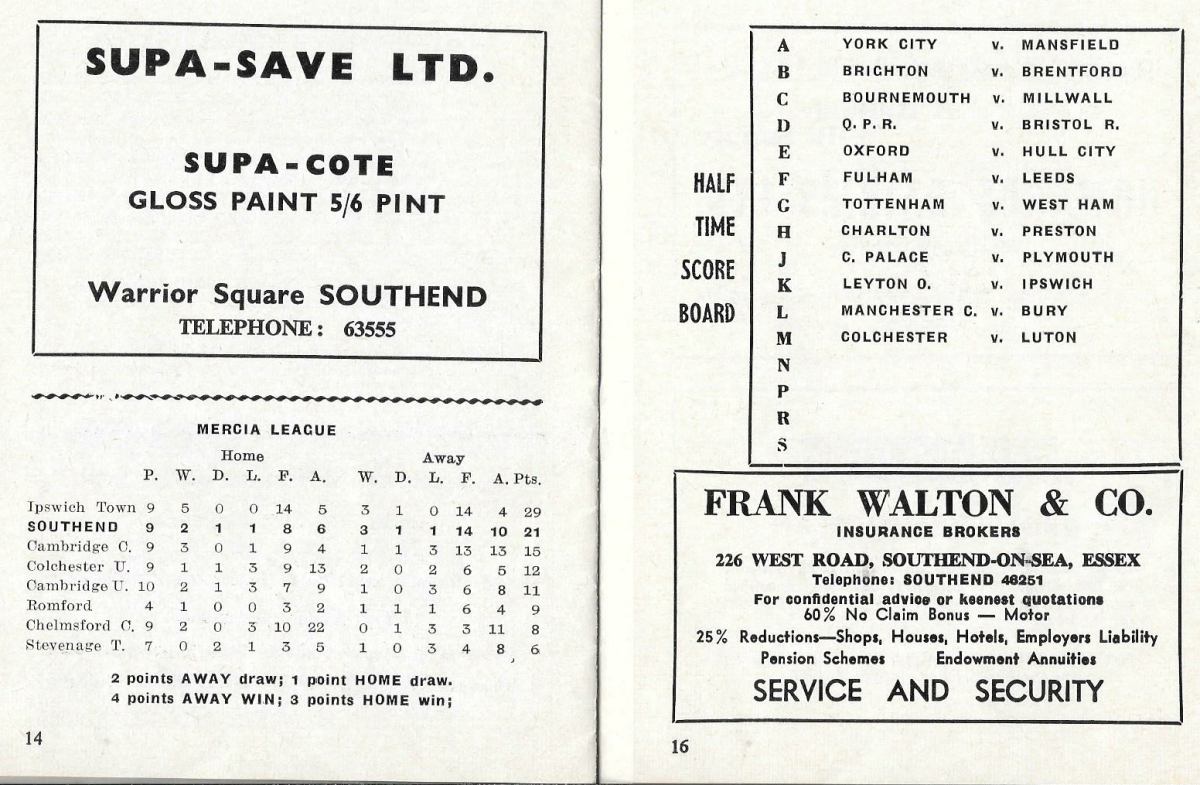 SUPA-SAVE LTD.
SUPA-COTE
GLOSS PAINT 5/6 PINT
Warrior Square SOUTHEND
TELEPHONE: 63555
MERCIA LEAGUE
Home Away
P. W. D. L. F. A. W. D. L. F. A. Pts.
Ipswich Town 9 5 0 0 14 5 3 1 0 14 4 29
SOUTHEND 9 2 1 1 8 6 3 1 1 14 10 21
Cambridge C. 9 3 0 1 9 4 1 1 3 13 13 15
Colchester U. 9 1 1 3 9 13 2 0 2 6 5 12
Cambridge U. 10 2 1 3 7 9 1 0 3 6 8 11
Romford 4 1 0 0 3 2 1 1 1 6 4 9
Chelmsford C. 9 2 0 3 10 22 0 1 3 3 11 8
Stevenage T. 7 0 2 1 3 5 1 0 3 4 8 6
2 points AWAY draw; 1 point HOME draw.
4 points AWAY WIN; 3 points HOME win;
14
HALF
TIME
SCORE
BOARD
A YORK CITY v. MANSFIELD
B BRIGHTON v. BRENTFORD
C BOURNEMOUTH v. MILLWALL
D Q. P. R. v. BRISTOL R.
E OXFORD v. HULL CITY
F FULHAM v. LEEDS
G TOTTENHAM v. WEST HAM
H CHARLTON v. PRESTON
J C. PALACE v. PLYMOUTH
K LEYTON O. v. IPSWICH
L MANCHESTER C. v. BURY
M COLCHESTER v. LUTON
N
P
R
S
FRANK WALTON & CO.
INSURANCE BROKERS
226 WEST ROAD, SOUTHEND-ON-SEA, ESSEX
Telephone: SOUTHEND 46251
For confidential advice or keenest quotations
60% No Claim Bonus — Motor
25% Reductions—Shops, Houses, Hotels, Employers Liability
Pension Schemes Endowment Annuities
SERVICE AND SECURITY
16